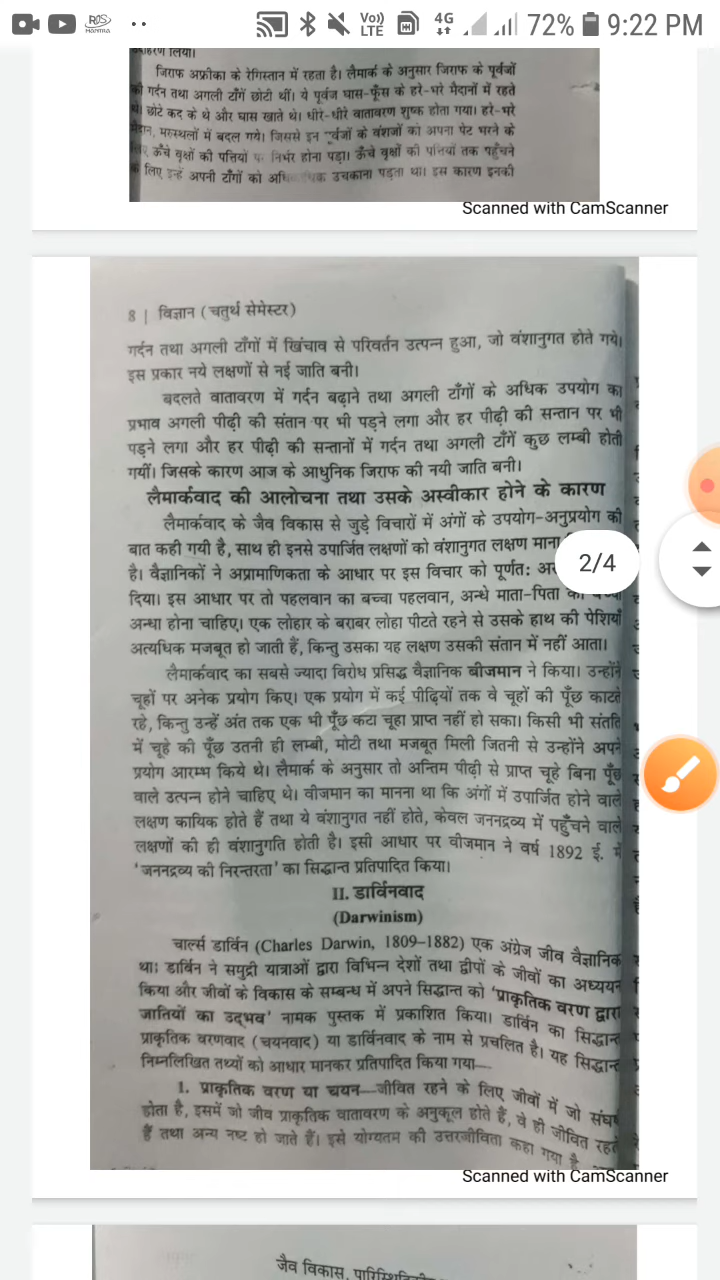 RDS Mantra Vo)) LTE 4G 72% 9:22 PM
जिराफ अफ्रीका के रेगिस्तान में रहता है। लैमार्क के अनुसार जिराफ के पूर्वजों
की गर्दन तथा अगली टाँगें छोटी थीं। ये पूर्वज घास-फूँस के हरे-भरे मैदानों में रहते
थे। छोटे कद के थे और घास खाते थे। धीरे-धीरे वातावरण शुष्क होता गया। हरे-भरे
मैदान, मरुस्थलों में बदल गये। जिससे इन पूर्वजों के वंशजों को अपना पेट भरने के
लिए ऊँचे वृक्षों की पत्तियों पर निर्भर होना पड़ा। ऊँचे वृक्षों की पत्तियों तक पहुँचने
के लिए इन्हें अपनी टाँगों को उचकाना पड़ता था। इस कारण इनकी
Scanned with CamScanner
8 | विज्ञान (चतुर्थ सेमेस्टर)
गर्दन तथा अगली टाँगों में खिंचाव से परिवर्तन उत्पन्न हुआ, जो वंशानुगत होते गये।
इस प्रकार नये लक्षणों से नई जाति बनी।
बदलते वातावरण में गर्दन बढ़ाने तथा अगली टाँगों के अधिक उपयोग का
प्रभाव अगली पीढ़ी की संतान पर भी पड़ने लगा और हर पीढ़ी की सन्तान पर भी
पड़ने लगा और हर पीढ़ी की सन्तानों में गर्दन तथा अगली टाँगें कुछ लम्बी होती
गयीं। जिसके कारण आज के आधुनिक जिराफ की नयी जाति बनी।
लैमार्कवाद की आलोचना तथा उसके अस्वीकार होने के कारण
लैमार्कवाद के जैव विकास से जुड़े विचारों में अंगों के उपयोग-अनुप्रयोग की
बात कही गयी है, साथ ही इनसे उपार्जित लक्षणों को वंशानुगत लक्षण माना
है। वैज्ञानिकों ने अप्रामाणिकता के आधार पर इस विचार को पूर्णत:
2/4
दिया। इस आधार पर तो पहलवान का बच्चा पहलवान, अन्धे माता-पिता का बच्चा
अन्धा होना चाहिए। एक लोहार के बराबर लोहा पीटते रहने से उसके हाथ की पेशियाँ
अत्यधिक मजबूत हो जाती हैं, किन्तु उसका यह लक्षण उसकी संतान में नहीं आता।
लैमार्कवाद का सबसे ज्यादा विरोध प्रसिद्ध वैज्ञानिक बीजमान ने किया। उन्होंने
चूहों पर अनेक प्रयोग किए। एक प्रयोग में कई पीढ़ियों तक वे चूहों की पूँछ काटते
रहे, किन्तु उन्हें अंत तक एक भी पूँछ कटा चूहा प्राप्त नहीं हो सका। किसी भी संतति
में चूहे की पूँछ उतनी ही लम्बी, मोटी तथा मजबूत मिली जितनी से उन्होंने अपने
प्रयोग आरम्भ किये थे। लैमार्क के अनुसार तो अन्तिम पीढ़ी से प्राप्त चूहे बिना पूँछ
वाले उत्पन्न होने चाहिए थे। वीजमान का मानना था कि अंगों में उपार्जित होने वाले
लक्षण कायिक होते हैं तथा ये वंशानुगत नहीं होते, केवल जननद्रव्य में पहुँचने वाले
लक्षणों की ही वंशानुगति होती है। इसी आधार पर वीजमान ने वर्ष 1892 ई. में
'जननद्रव्य की निरन्तरता' का सिद्धान्त प्रतिपादित किया।
II. डार्विनवाद
(Darwinism)
चार्ल्स डार्विन (Charles Darwin, 1809-1882) एक अंग्रेज जीव वैज्ञानिक
था। डार्विन ने समुद्री यात्राओं द्वारा विभिन्न देशों तथा द्वीपों के जीवों का अध्ययन
किया और जीवों के विकास के सम्बन्ध में अपने सिद्धान्त को 'प्राकृतिक वरण द्वारा
जातियों का उद्भव' नामक पुस्तक में प्रकाशित किया। डार्विन का सिद्धान्त
प्राकृतिक वरणवाद (चयनवाद) या डार्विनवाद के नाम से प्रचलित है। यह सिद्धान्त
निम्नलिखित तथ्यों को आधार मानकर प्रतिपादित किया गया—
1. प्राकृतिक वरण या चयन—जीवित रहने के लिए जीवों में जो संघर्ष
होता है, इसमें जो जीव प्राकृतिक वातावरण के अनुकूल होते हैं, वे ही जीवित रहते
हैं तथा अन्य नष्ट हो जाते हैं। इसे योग्यतम की उत्तरजीविता कहा गया है
Scanned with CamScanner
जैव विकास,